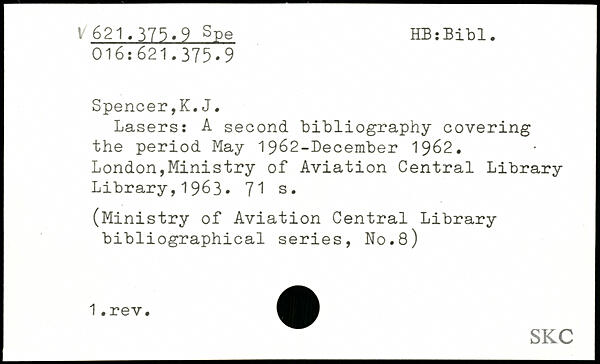 V 621.375.9 Spe HB:Bibl.
016:621.375.9
Spencer,K.J.
Lasers: A second bibliography covering
the period May 1962-December 1962.
London,Ministry of Aviation Central Library
Library,1963. 71 s.
(Ministry of Aviation Central Library
bibliographical series, No.8)
1.rev.
SKC